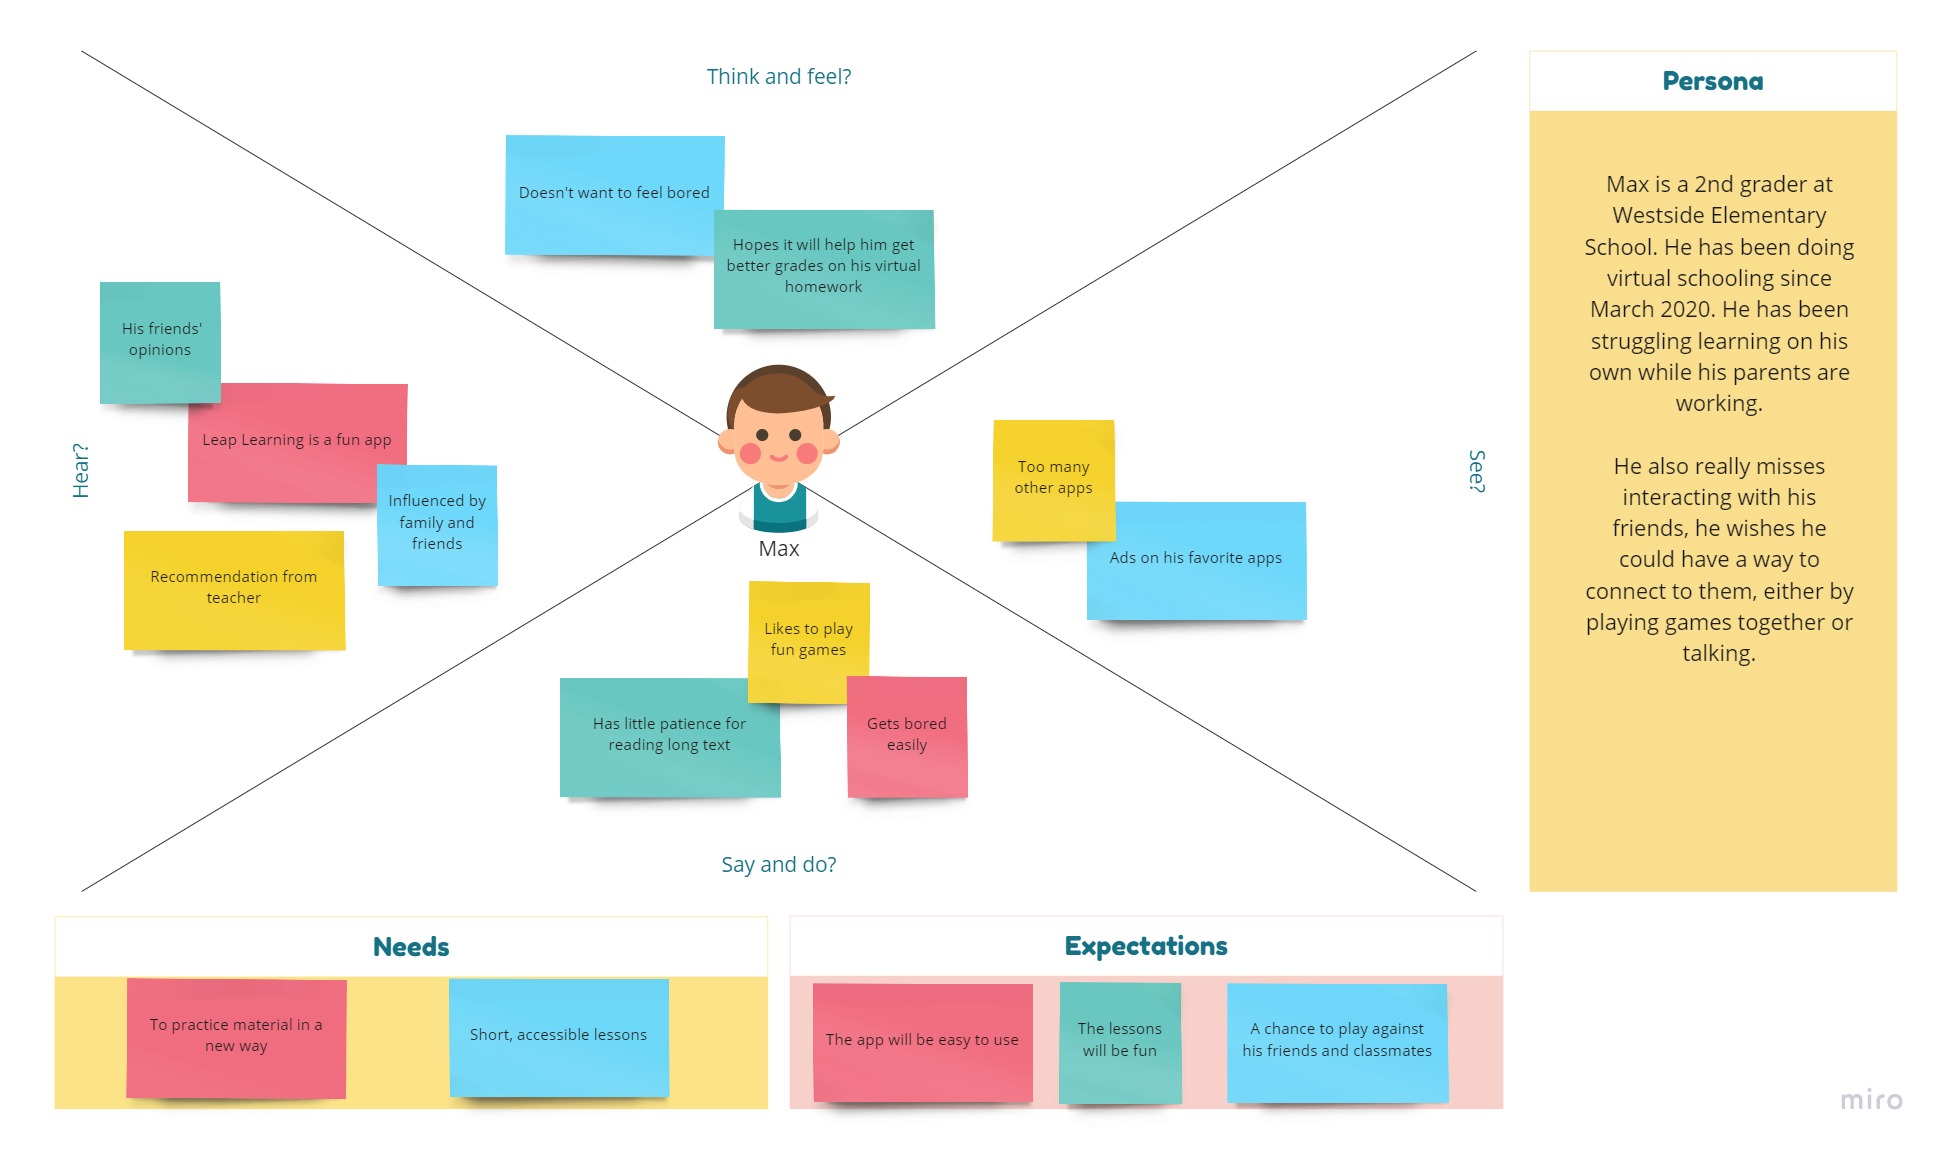 Think and feel?
Doesn't want to feel bored
Hopes it will help him get
better grades on his virtual
homework
Hear?
His friends'
opinions
Leap Learning is a fun app
Influenced by
family and
friends
Recommendation from
teacher
Max
See?
Too many
other apps
Ads on his favorite apps
Likes to play
fun games
Has little patience for
reading long text
Gets bored
easily
Say and do?
Persona
Max is a 2nd grader at
Westside Elementary
School. He has been doing
virtual schooling since
March 2020. He has been
struggling learning on his
own while his parents are
working.
He also really misses
interacting with his
friends, he wishes he
could have a way to
connect to them, either by
playing games together or
talking.
Needs
To practice material in a
new way
Short, accessible lessons
Expectations
The app will be easy to use
The lessons
will be fun
A chance to play against
his friends and classmates
miro